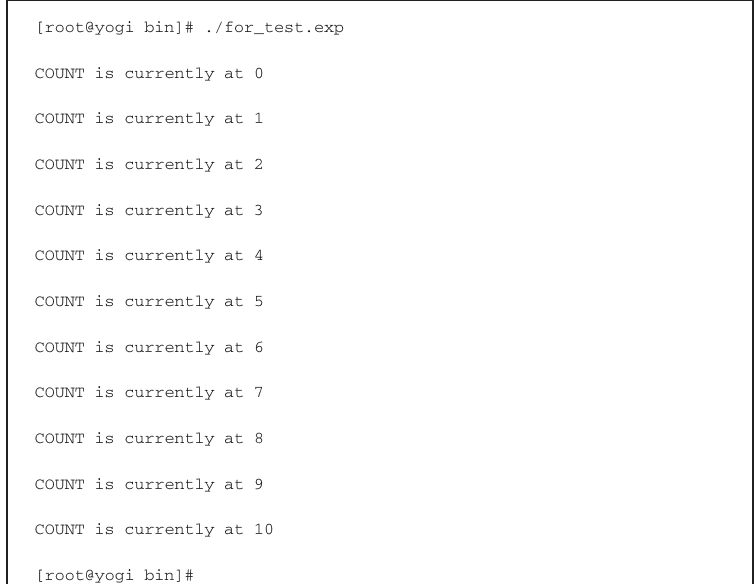 [root@yogi bin]# ./for_test.exp
COUNT is currently at 0
COUNT is currently at 1
COUNT is currently at 2
COUNT is currently at 3
COUNT is currently at 4
COUNT is currently at 5
COUNT is currently at 6
COUNT is currently at 7
COUNT is currently at 8
COUNT is currently at 9
COUNT is currently at 10
[root@yogi bin]#